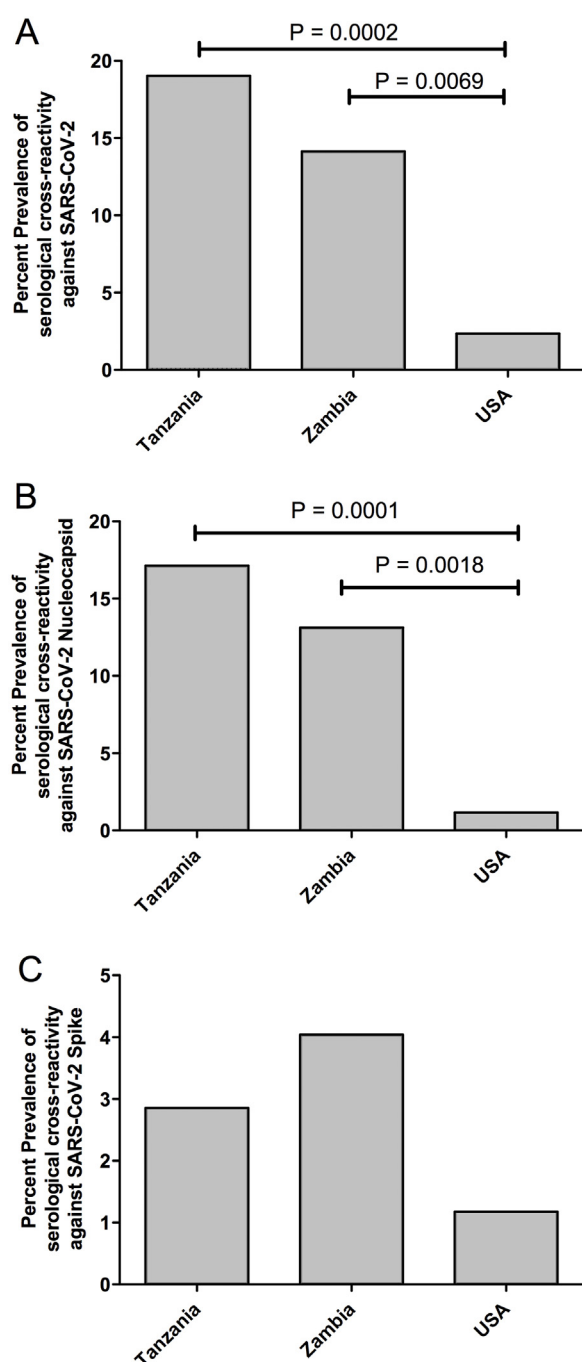 A
P = 0.0002
P = 0.0069
Percent Prevalence of
serological cross-reactivity
against SARS-CoV-2
20
15
10
5
0
Tanzania
Zambia
USA
B
P = 0.0001
P = 0.0018
Percent Prevalence of
serological cross-reactivity
against SARS-CoV-2 Nucleocapsid
20
15
10
5
0
Tanzania
Zambia
USA
C
Percent Prevalence of
serological cross-reactivity
against SARS-CoV-2 Spike
5
4
3
2
1
0
Tanzania
Zambia
USA